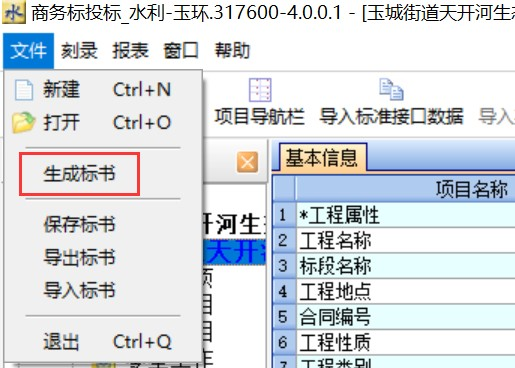 商务标投标_水利-玉环.317600-4.0.0.1 - [玉城街道天开河生态
文件 刻录 报表 窗口 帮助
新建 Ctrl+N
打开 Ctrl+O
项目导航栏 导入标准接口数据 导入
生成标书
基本信息
项目名称
保存标书
导出标书
导入标书
退出 Ctrl+Q
开河生
天开
1 *工程属性
2 工程名称
3 标段名称
4 工程地点
5 合同编号
6 工程性质
7 工程类别